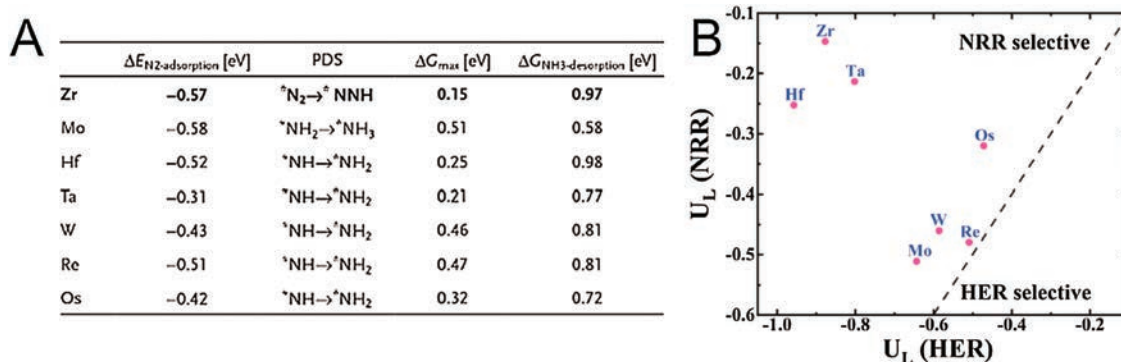 A
ΔE_N2-adsorption [eV] PDS ΔG_max [eV] ΔG_NH3-desorption [eV]
Zr −0.57 *N₂→* NNH 0.15 0.97
Mo −0.58 *NH₂→*NH₃ 0.51 0.58
Hf −0.52 *NH→*NH₂ 0.25 0.98
Ta −0.31 *NH→*NH₂ 0.21 0.77
W −0.43 *NH→*NH₂ 0.46 0.81
Re −0.51 *NH→*NH₂ 0.47 0.81
Os −0.42 *NH→*NH₂ 0.32 0.72
B
U_L (NRR)
-0.1
-0.2
-0.3
-0.4
-0.5
-0.6
NRR selective
Zr
Ta
Hf
Os
W
Re
Mo
HER selective
-1.0 -0.8 -0.6 -0.4 -0.2
U_L (HER)